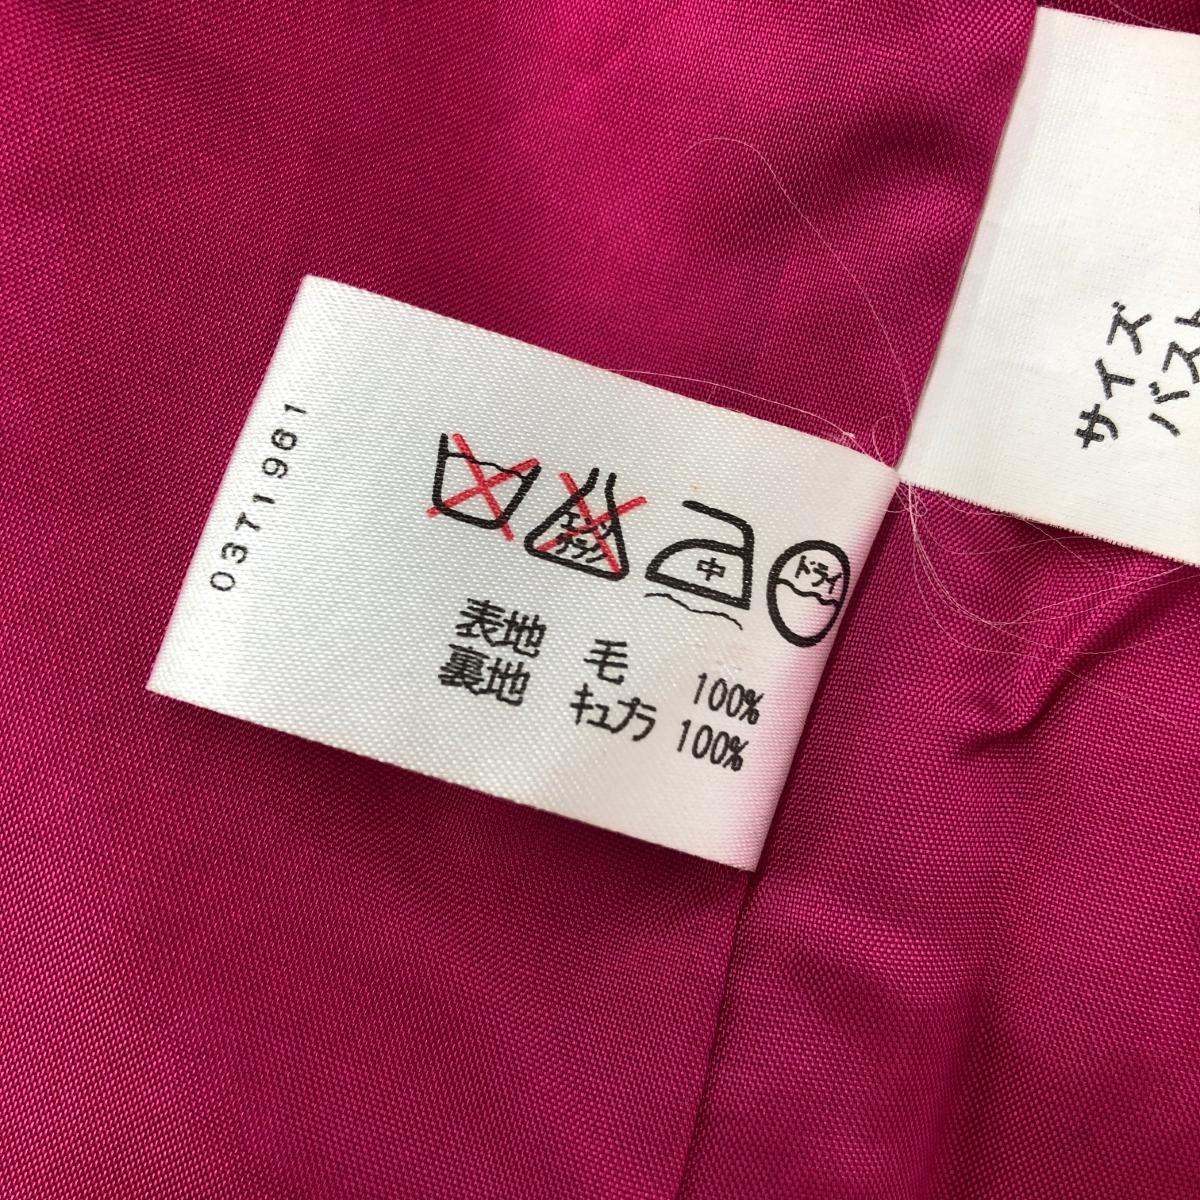 0371961
エンソ
サラシ
中
ドライ
表地 毛 100%
裏地 キュプラ 100%
サイズ
バスト